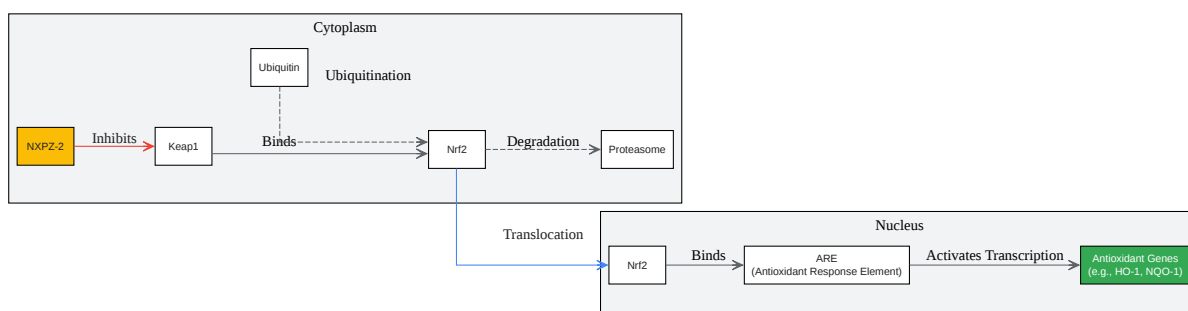 Cytoplasm
Ubiquitin
Ubiquitination
NXPZ-2
Inhibits
Keap1
Binds
Nrf2
Degradation
Proteasome
Translocation
Nucleus
Nrf2
Binds
ARE
(Antioxidant Response Element)
Activates Transcription
Antioxidant Genes
(e.g., HO-1, NQO-1)